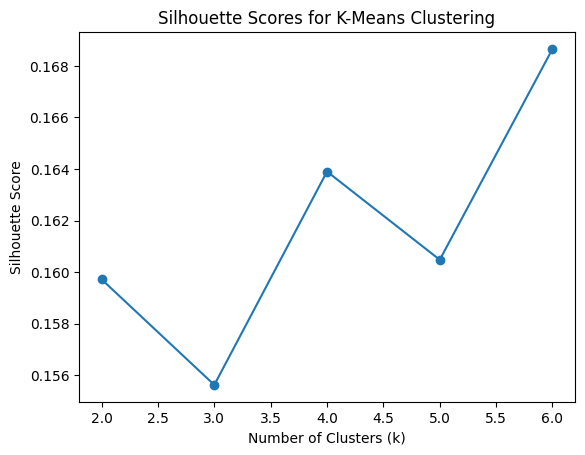 Silhouette Scores for K-Means Clustering
0.168
0.166
0.164
0.162
0.160
0.158
0.156
Silhouette Score
2.0 2.5 3.0 3.5 4.0 4.5 5.0 5.5 6.0
Number of Clusters (k)